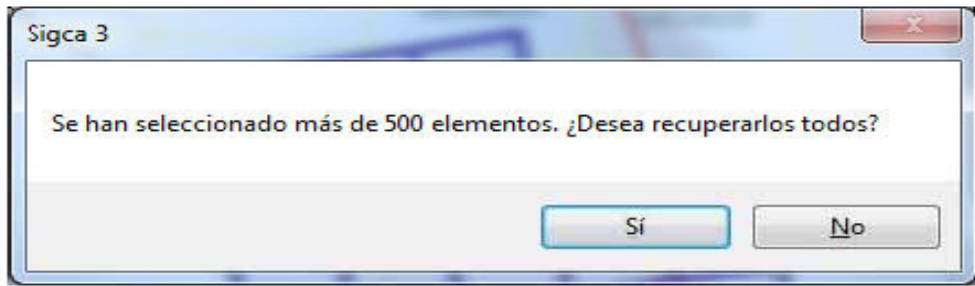 Sigca 3
Se han seleccionado más de 500 elementos. ¿Desea recuperarlos todos?
Sí
No